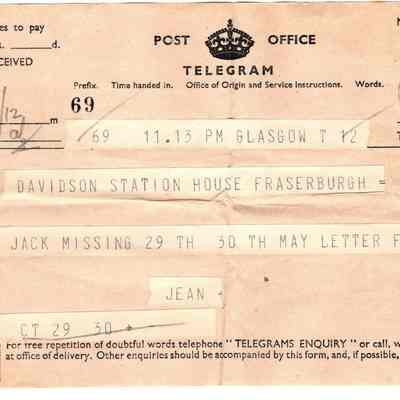 es to pay
POST OFFICE
s. d.
TELEGRAM
CEIVED
Prefix. Time handed in. Office of Origin and Service Instructions. Words.
69
m
69 11.13 PM GLASGOW T 12
DAVIDSON STATION HOUSE FRASERBURGH =
JACK MISSING 29 TH 30 TH MAY LETTER F
JEAN
CT 29 30
For free repetition of doubtful words telephone "TELEGRAMS ENQUIRY" or call, w
at office of delivery. Other enquiries should be accompanied by this form, and, if possible,